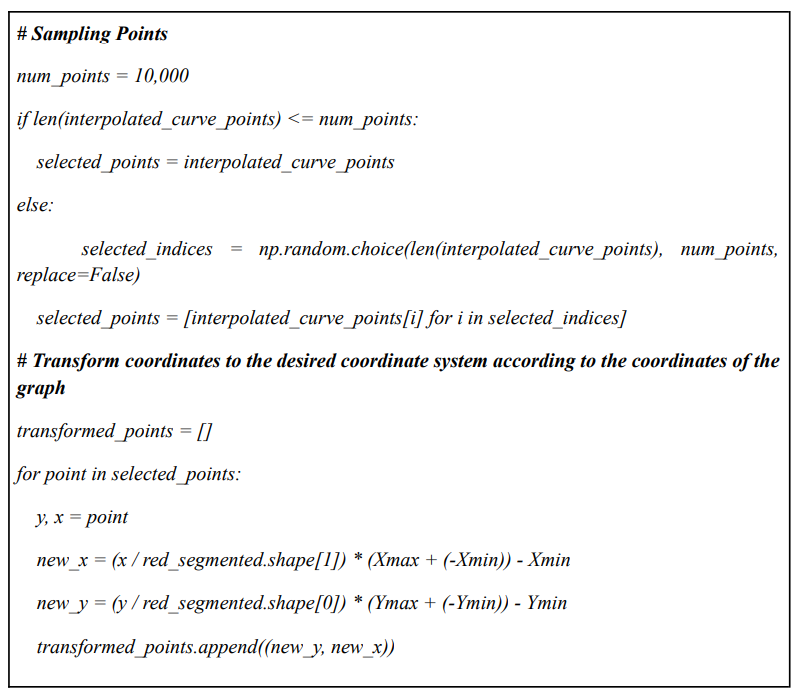 # Sampling Points
num_points = 10,000
if len(interpolated_curve_points) <= num_points:
selected_points = interpolated_curve_points
else:
selected_indices = np.random.choice(len(interpolated_curve_points), num_points,
replace=False)
selected_points = [interpolated_curve_points[i] for i in selected_indices]
# Transform coordinates to the desired coordinate system according to the coordinates of the
graph
transformed_points = []
for point in selected_points:
y, x = point
new_x = (x / red_segmented.shape[1]) * (Xmax + (-Xmin)) - Xmin
new_y = (y / red_segmented.shape[0]) * (Ymax + (-Ymin)) - Ymin
transformed_points.append((new_y, new_x))